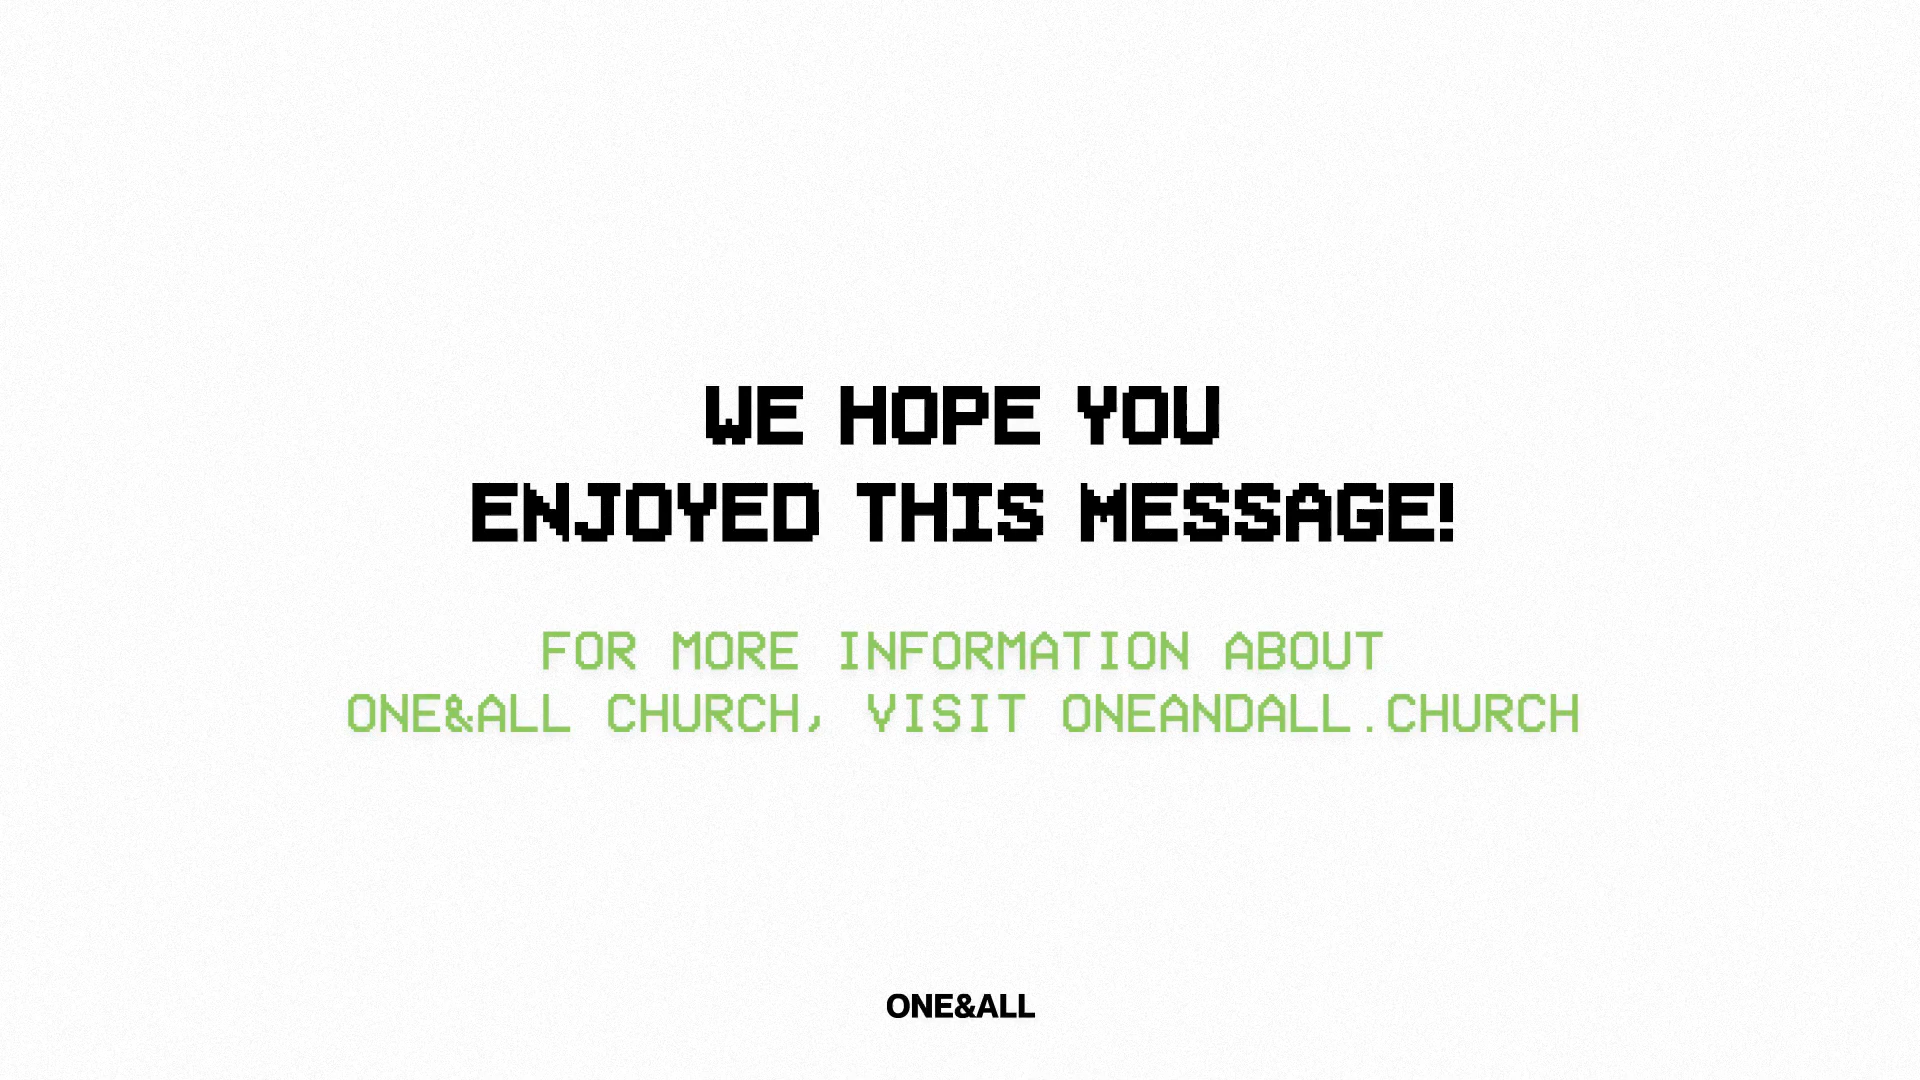 WE HOPE YOU
ENJOYED THIS MESSAGE!
FOR MORE INFORMATION ABOUT
ONE&ALL CHURCH, VISIT ONEANDALL.CHURCH
ONE&ALL